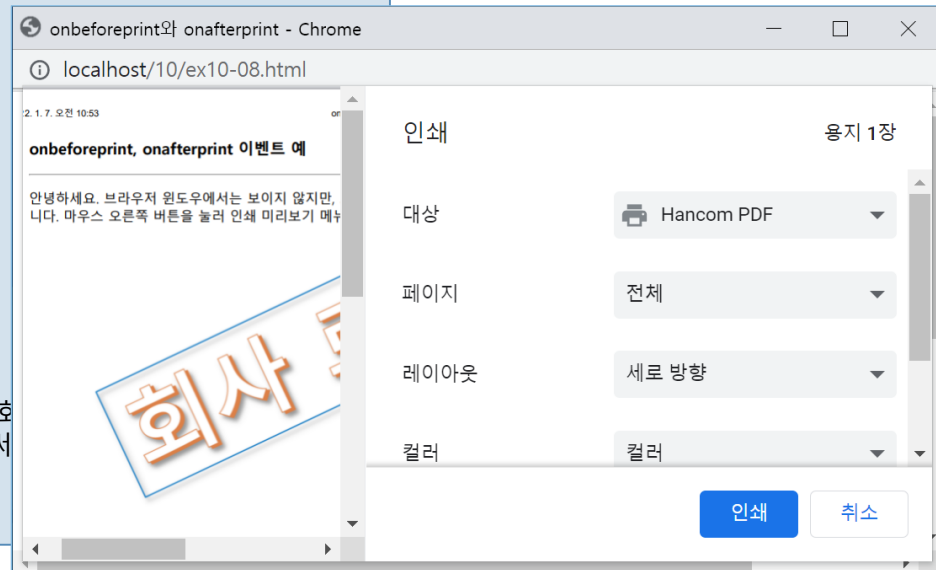 onbeforeprint와 onafterprint - Chrome
localhost/10/ex10-08.html
2. 1. 7. 오전 10:53
onbeforeprint, onafterprint 이벤트 예
안녕하세요. 브라우저 윈도우에서는 보이지 않지만,
니다. 마우스 오른쪽 버튼을 눌러 인쇄 미리보기 메뉴
회사
인쇄
용지 1장
대상
Hancom PDF
페이지
전체
레이아웃
세로 방향
컬러
컬러
인쇄
취소